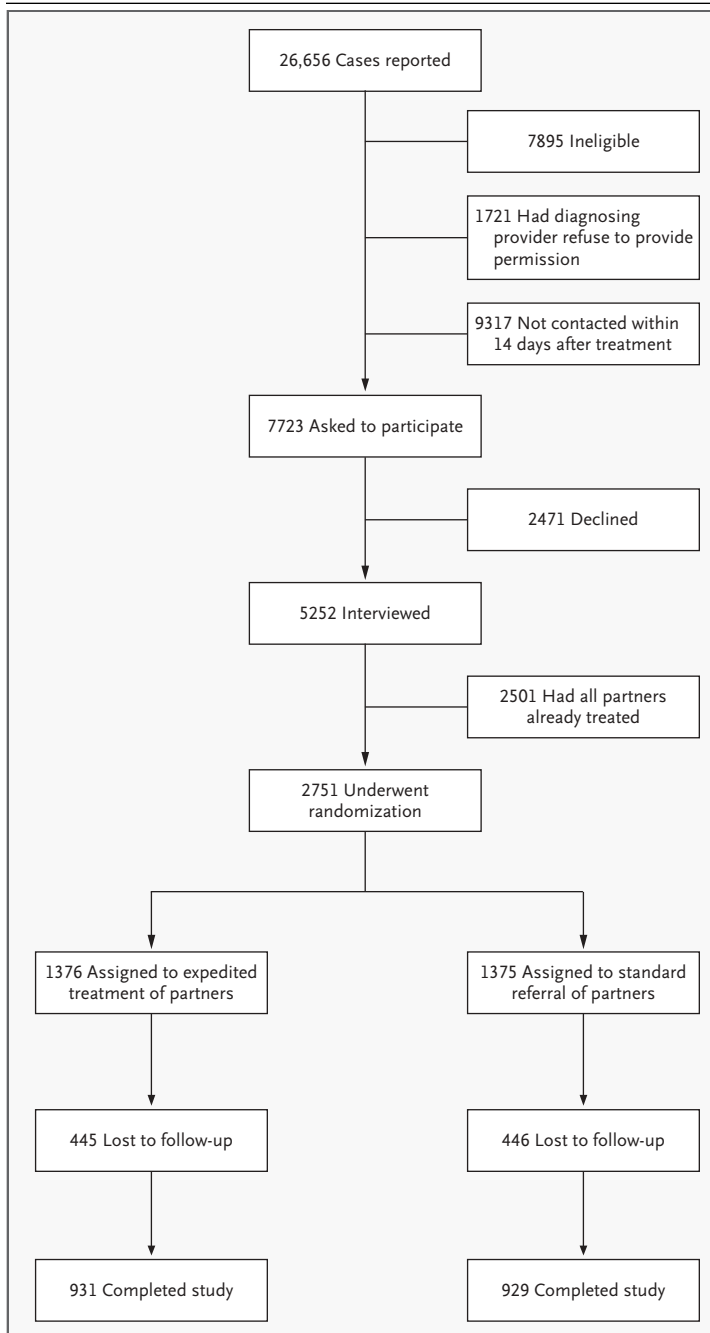 26,656 Cases reported
7895 Ineligible
1721 Had diagnosing
provider refuse to provide
permission
9317 Not contacted within
14 days after treatment
7723 Asked to participate
2471 Declined
5252 Interviewed
2501 Had all partners
already treated
2751 Underwent
randomization
1376 Assigned to expedited
treatment of partners
1375 Assigned to standard
referral of partners
445 Lost to follow-up
446 Lost to follow-up
931 Completed study
929 Completed study